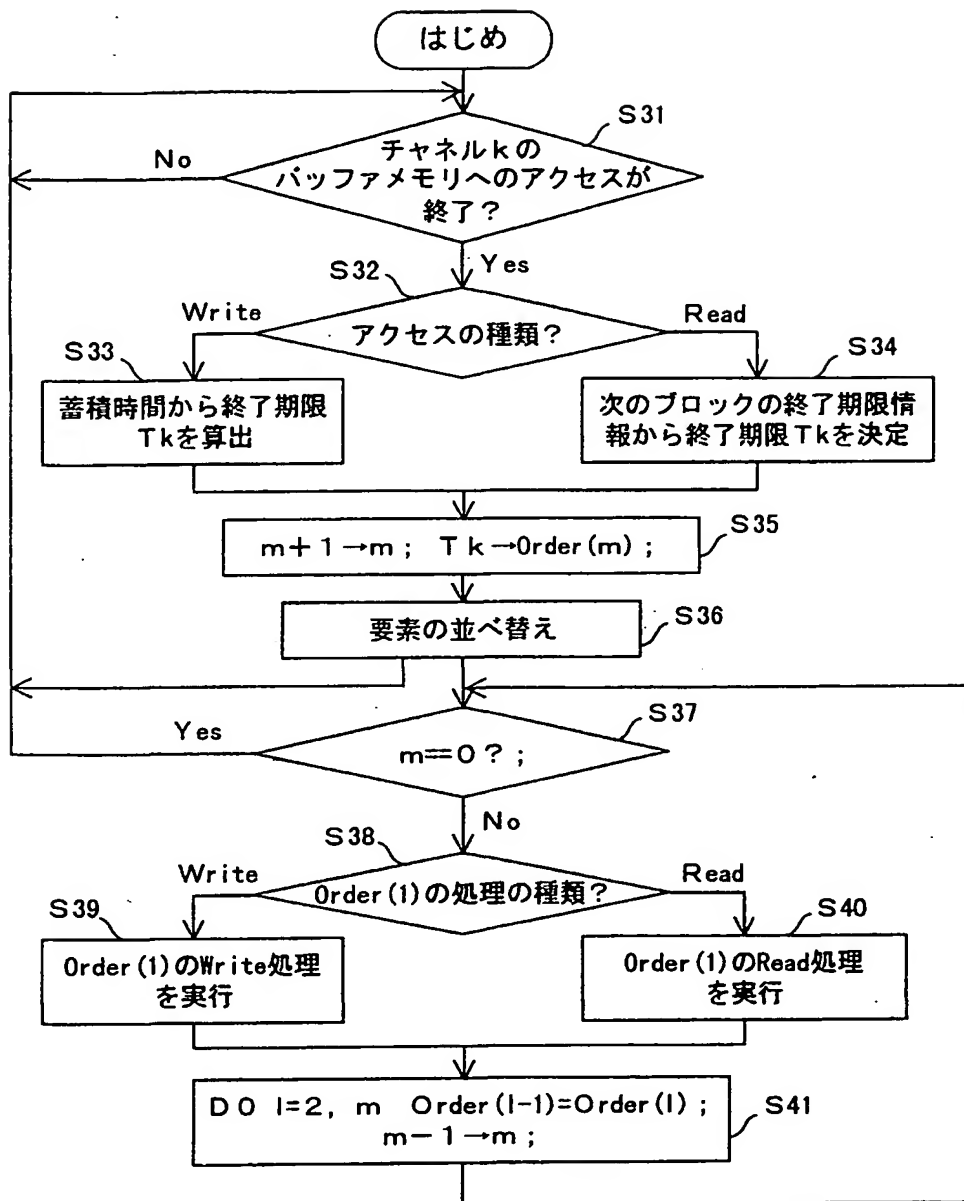 はじめ
S31
チャネルkの
バッファメモリへのアクセスが
終了?
No
Yes
S32
アクセスの種類?
Write
Read
S33
蓄積時間から終了期限
Tkを算出
S34
次のブロックの終了期限情
報から終了期限Tkを決定
S35
m+1→m; Tk→Order(m);
S36
要素の並べ替え
S37
Yes
m==0?;
No
S38
Write
Order(1)の処理の種類?
Read
S39
Order(1)のWrite処理
を実行
S40
Order(1)のRead処理
を実行
S41
DO l=2, m Order(l-1)=Order(l);
m-1→m;